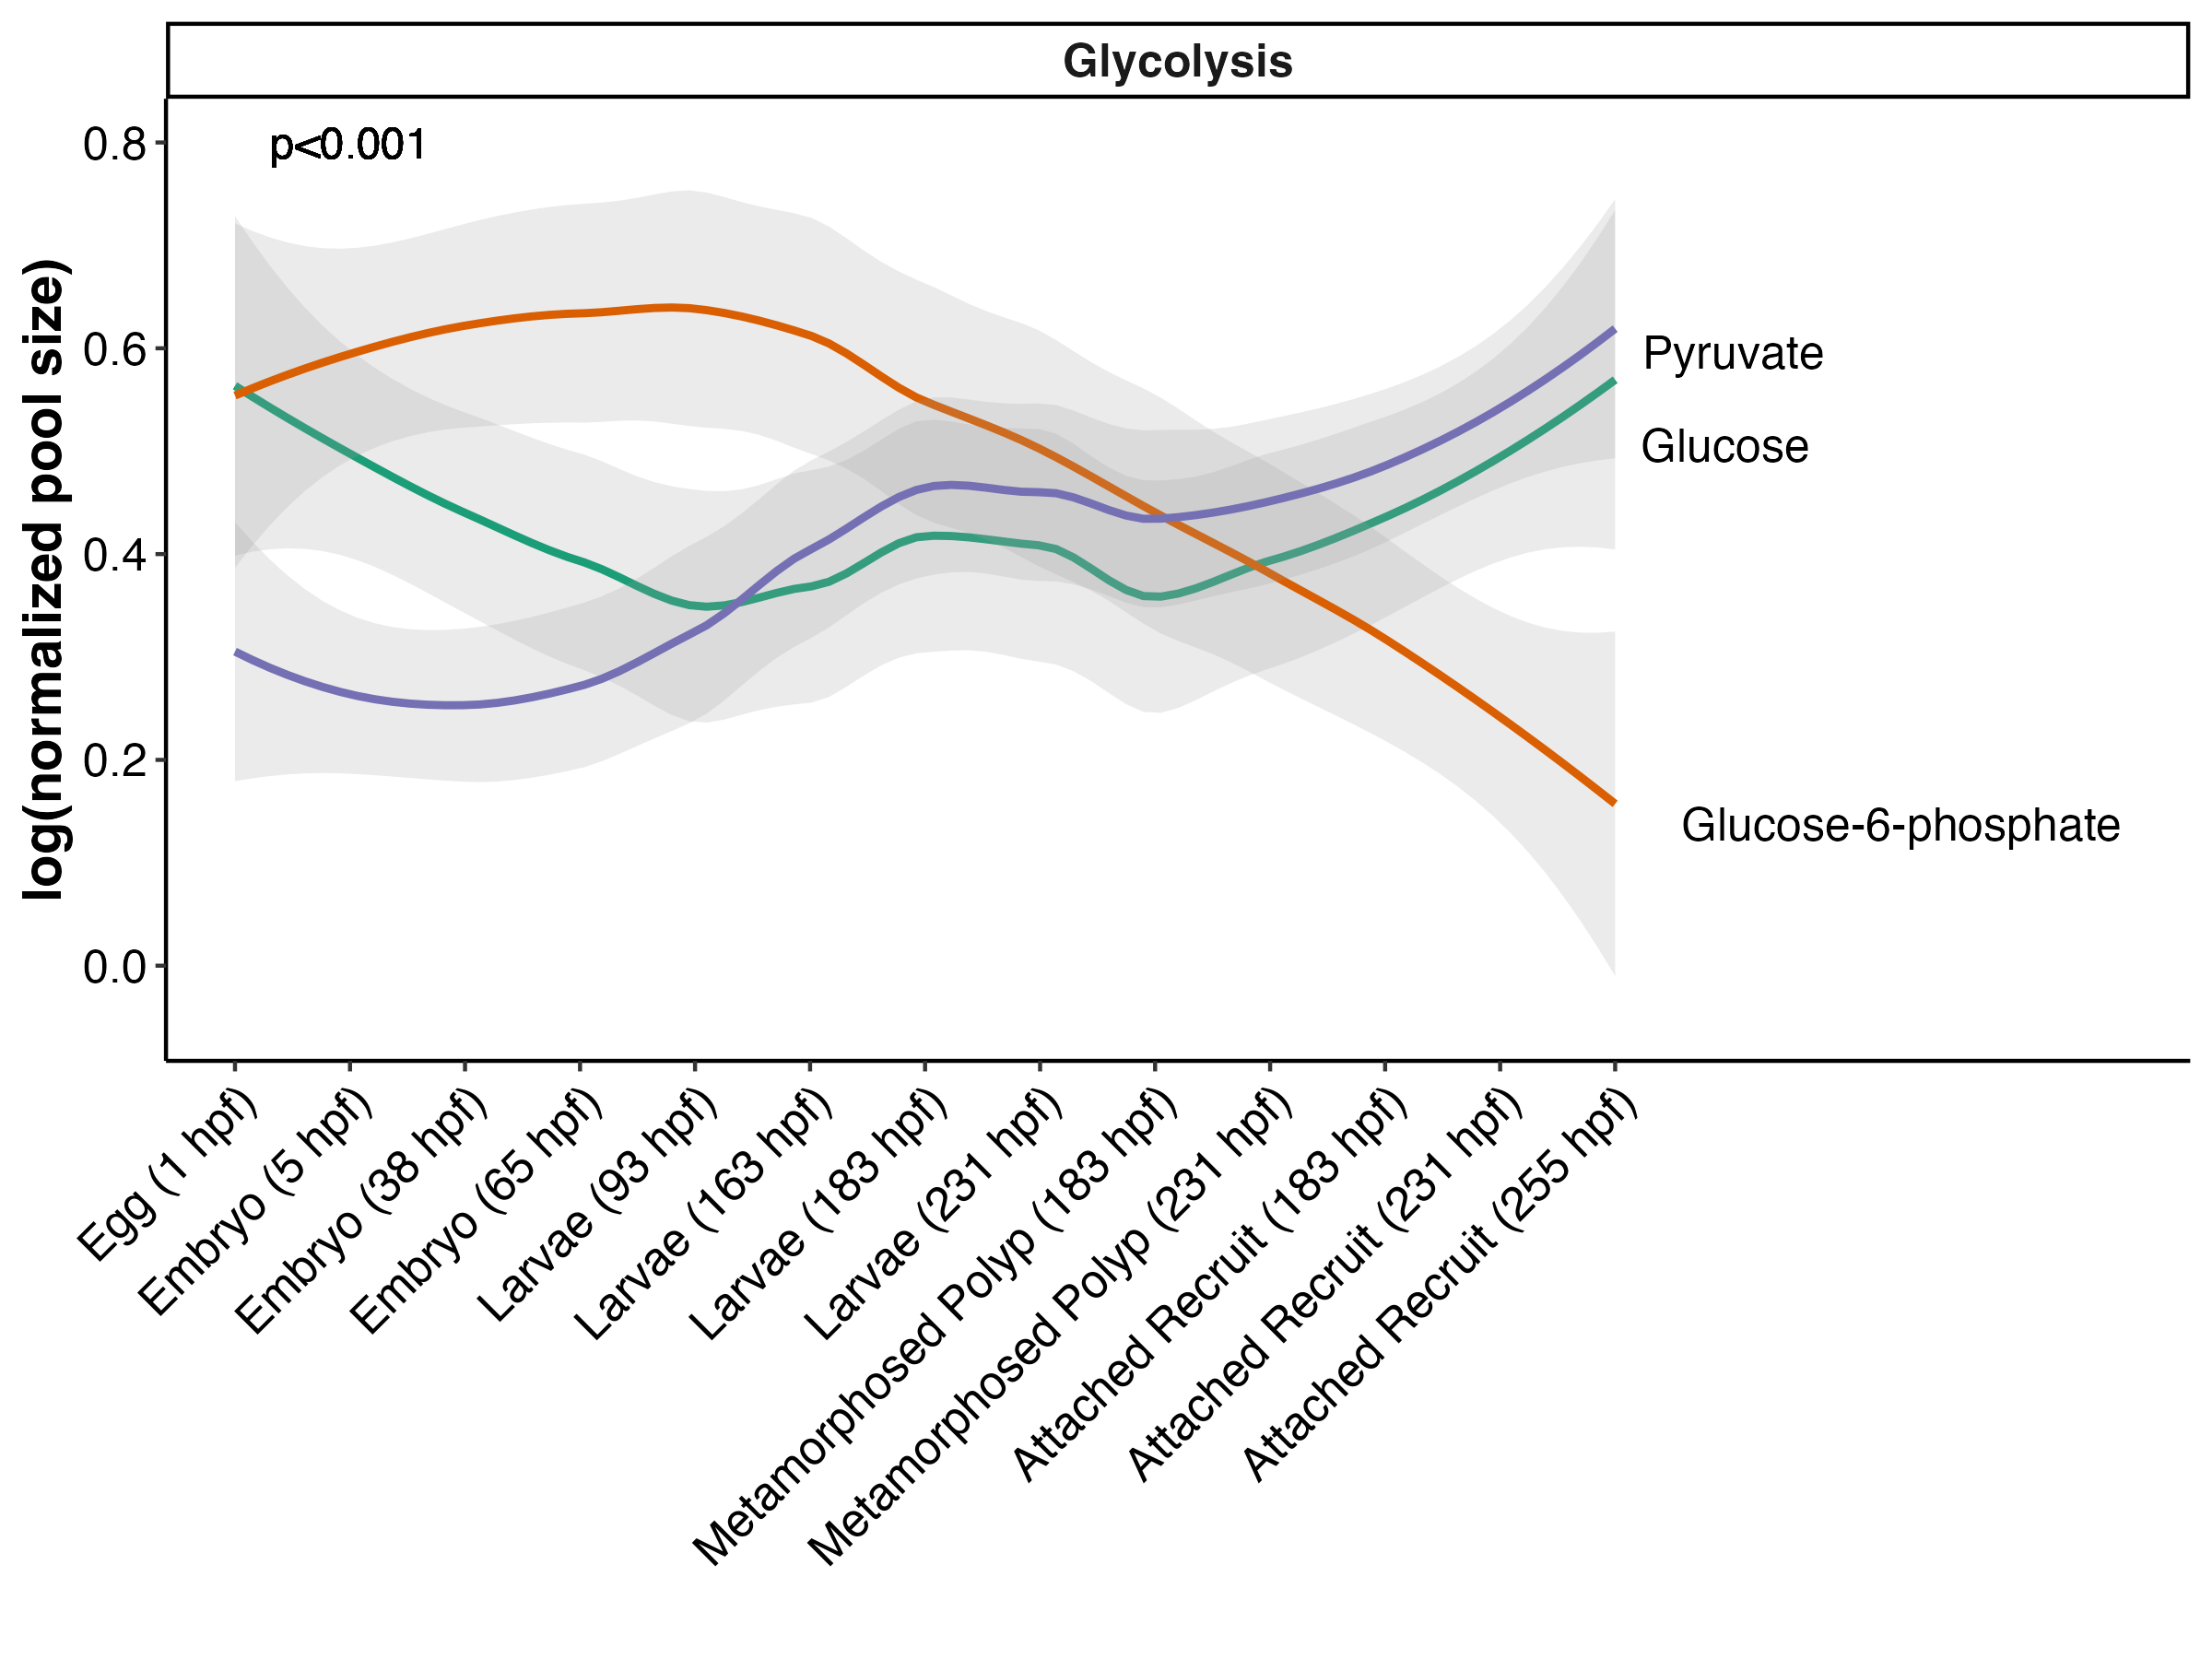 Glycolysis
p<0.001
log(normalized pool size)
0.8
0.6
0.4
0.2
0.0
Pyruvate
Glucose
Glucose-6-phosphate
Egg (1 hpf)
Embryo (5 hpf)
Embryo (38 hpf)
Embryo (65 hpf)
Larvae (93 hpf)
Larvae (163 hpf)
Larvae (183 hpf)
Larvae (231 hpf)
Metamorphosed Polyp (183 hpf)
Metamorphosed Polyp (231 hpf)
Attached Recruit (183 hpf)
Attached Recruit (231 hpf)
Attached Recruit (255 hpf)